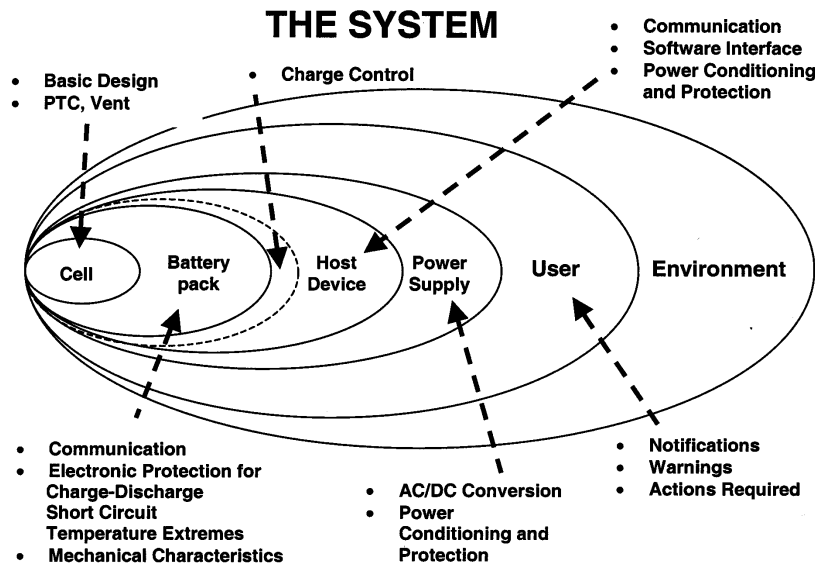 THE SYSTEM
• Communication
• Software Interface
• Power Conditioning
and Protection
• Basic Design
• PTC, Vent
• Charge Control
Cell
Battery
pack
Host
Device
Power
Supply
User
Environment
• Communication
• Electronic Protection for
Charge-Discharge
Short Circuit
Temperature Extremes
• Mechanical Characteristics
• AC/DC Conversion
• Power
Conditioning and
Protection
• Notifications
• Warnings
• Actions Required